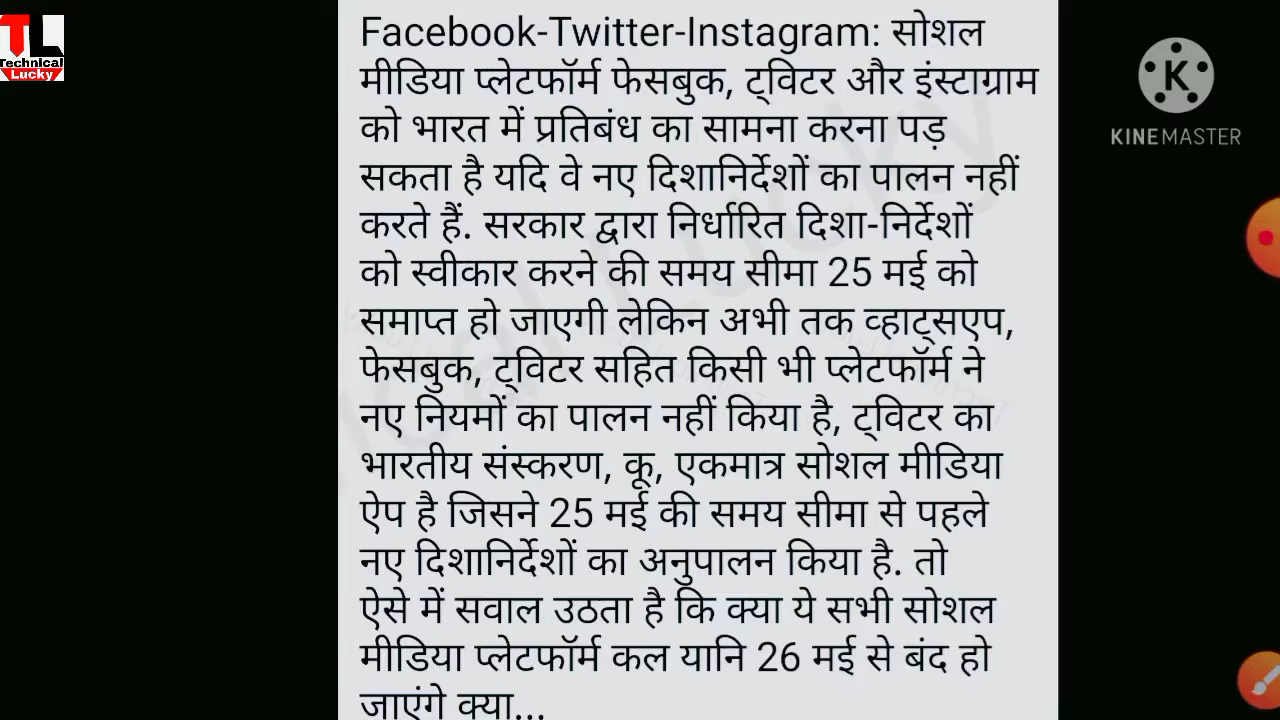 TL
Technical
Lucky
Facebook-Twitter-Instagram: सोशल
मीडिया प्लेटफॉर्म फेसबुक, ट्विटर और इंस्टाग्राम
को भारत में प्रतिबंध का सामना करना पड़
सकता है यदि वे नए दिशानिर्देशों का पालन नहीं
करते हैं. सरकार द्वारा निर्धारित दिशा-निर्देशों
को स्वीकार करने की समय सीमा 25 मई को
समाप्त हो जाएगी लेकिन अभी तक व्हाट्सएप,
फेसबुक, ट्विटर सहित किसी भी प्लेटफॉर्म ने
नए नियमों का पालन नहीं किया है, ट्विटर का
भारतीय संस्करण, कू, एकमात्र सोशल मीडिया
ऐप है जिसने 25 मई की समय सीमा से पहले
नए दिशानिर्देशों का अनुपालन किया है. तो
ऐसे में सवाल उठता है कि क्या ये सभी सोशल
मीडिया प्लेटफॉर्म कल यानि 26 मई से बंद हो
जाएंगे क्या...
K
KINEMASTER